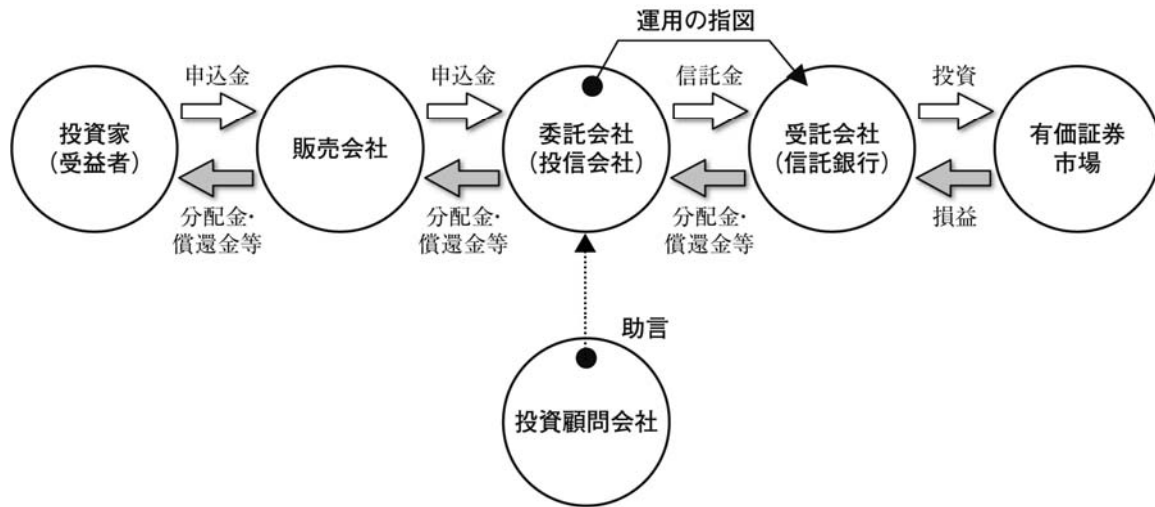 運用の指図
申込金
申込金
信託金
投資
投資家
(受益者)
販売会社
委託会社
(投信会社)
受託会社
(信託銀行)
有価証券
市場
分配金・
償還金等
分配金・
償還金等
分配金・
償還金等
損益
助言
投資顧問会社